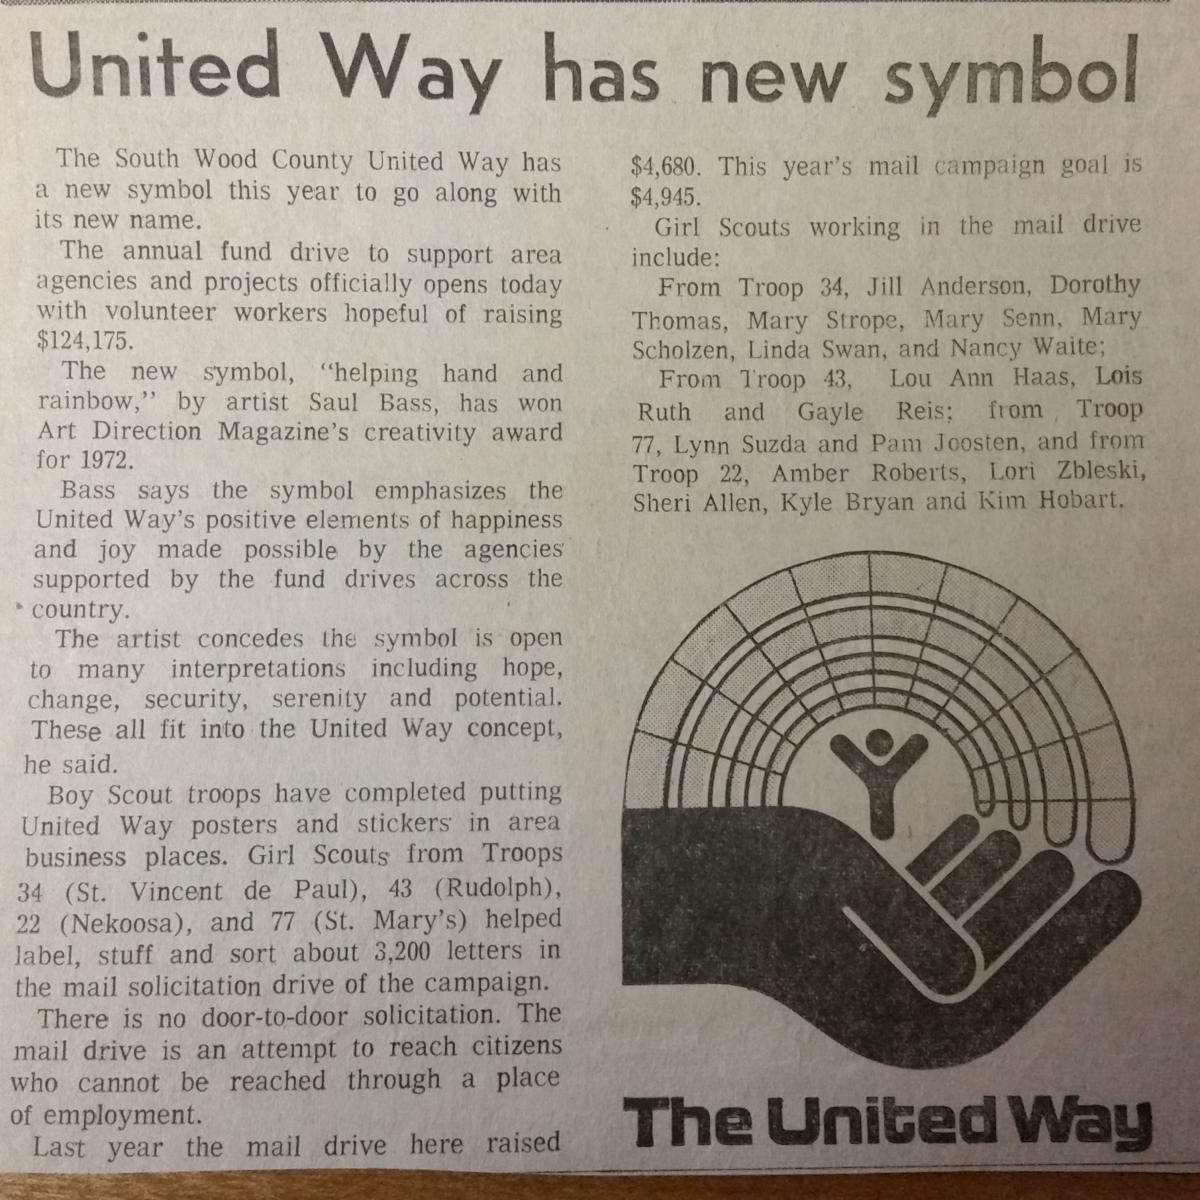 United Way has new symbol
The South Wood County United Way has
a new symbol this year to go along with
its new name.
The annual fund drive to support area
agencies and projects officially opens today
with volunteer workers hopeful of raising
$124,175.
The new symbol, “helping hand and
rainbow,” by artist Saul Bass, has won
Art Direction Magazine's creativity award
for 1972.
Bass says the symbol emphasizes the
United Way's positive elements of happiness
and joy made possible by the agencies
supported by the fund drives across the
country.
The artist concedes the symbol is open
to many interpretations including hope,
change, security, serenity and potential.
These all fit into the United Way concept,
he said.
Boy Scout troops have completed putting
United Way posters and stickers in area
business places. Girl Scouts from Troops
34 (St. Vincent de Paul), 43 (Rudolph),
22 (Nekoosa), and 77 (St. Mary's) helped
label, stuff and sort about 3,200 letters in
the mail solicitation drive of the campaign.
There is no door-to-door solicitation. The
mail drive is an attempt to reach citizens
who cannot be reached through a place
of employment.
Last year the mail drive here raised
$4,680. This year's mail campaign goal is
$4,945.
Girl Scouts working in the mail drive
include:
From Troop 34, Jill Anderson, Dorothy
Thomas, Mary Strope, Mary Senn, Mary
Scholzen, Linda Swan, and Nancy Waite;
From Troop 43, Lou Ann Haas, Lois
Ruth and Gayle Reis; from Troop
77, Lynn Suzda and Pam Joosten, and from
Troop 22, Amber Roberts, Lori Zbleski,
Sheri Allen, Kyle Bryan and Kim Hobart.
The United Way